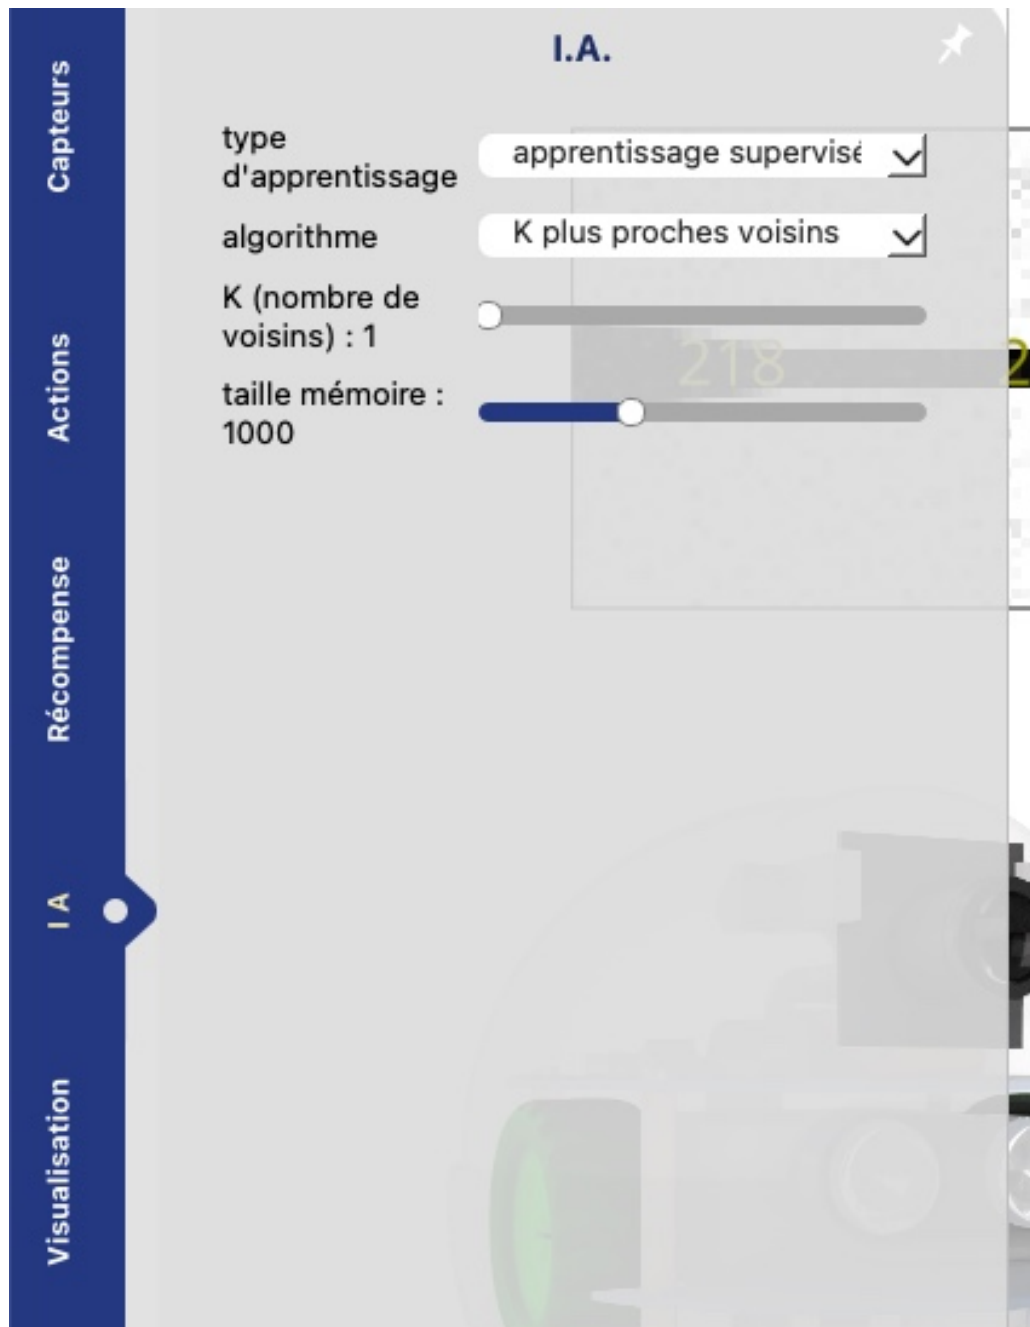 I.A.
Capteurs
Actions
Récompense
I A
Visualisation
type
d'apprentissage
apprentissage supervisé
algorithme
K plus proches voisins
K (nombre de
voisins) : 1
218
2
taille mémoire :
1000